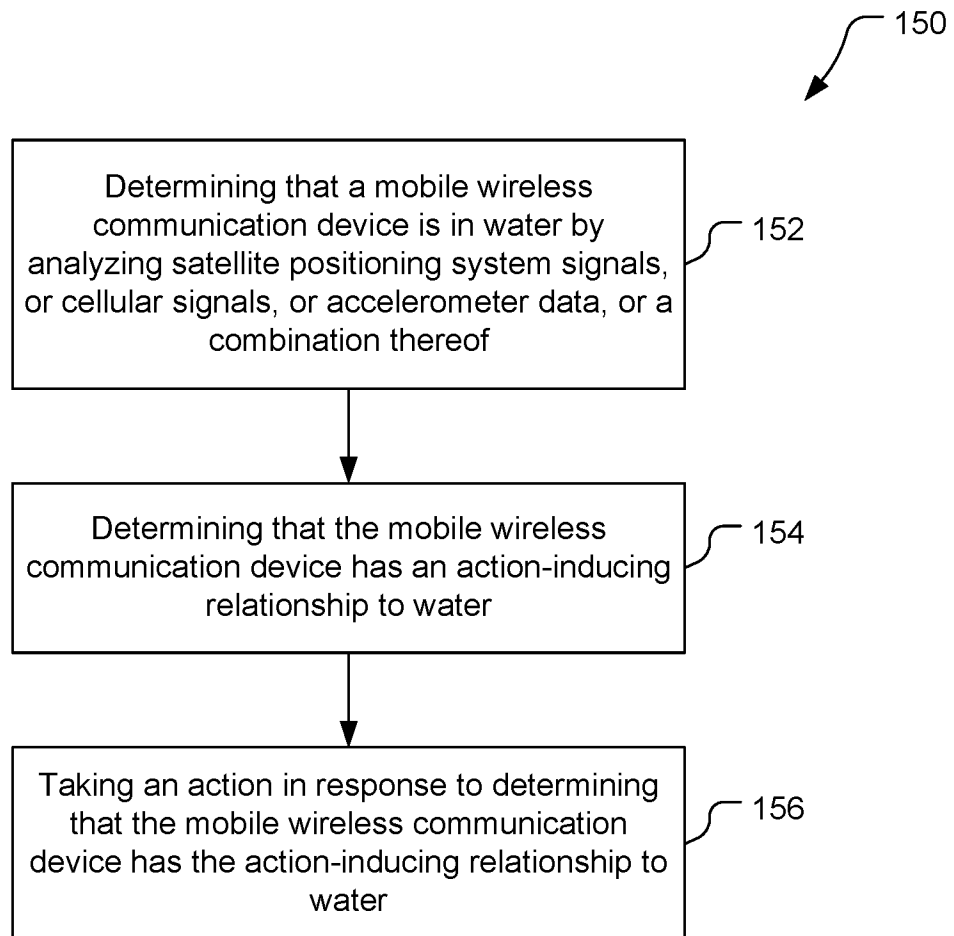 150
Determining that a mobile wireless
communication device is in water by
analyzing satellite positioning system signals,
or cellular signals, or accelerometer data, or a
combination thereof
152
Determining that the mobile wireless
communication device has an action-inducing
relationship to water
154
Taking an action in response to determining
that the mobile wireless communication
device has the action-inducing relationship to
water
156